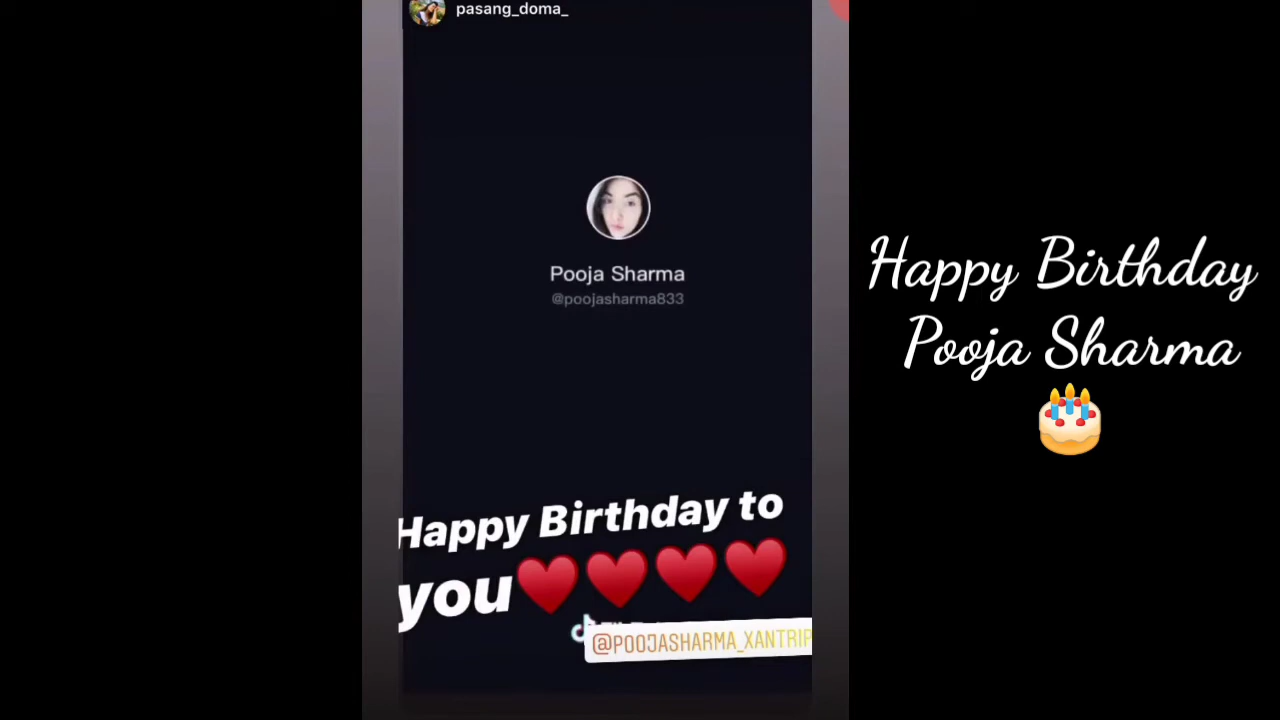 pasang_doma_
Pooja Sharma
@poojasharma833
Happy Birthday to
you
@POOJASHARMA_XANTRIP
Happy Birthday
Pooja Sharma